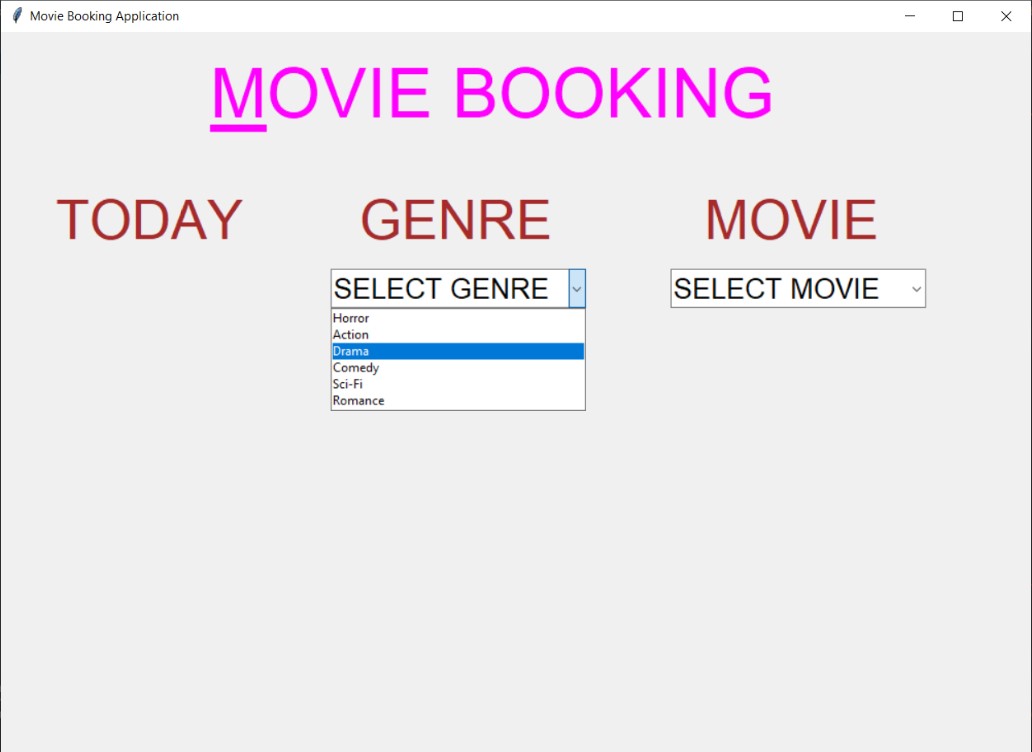 Movie Booking Application
MOVIE BOOKING
TODAY GENRE MOVIE
SELECT GENRE SELECT MOVIE
Horror
Action
Drama
Comedy
Sci-Fi
Romance